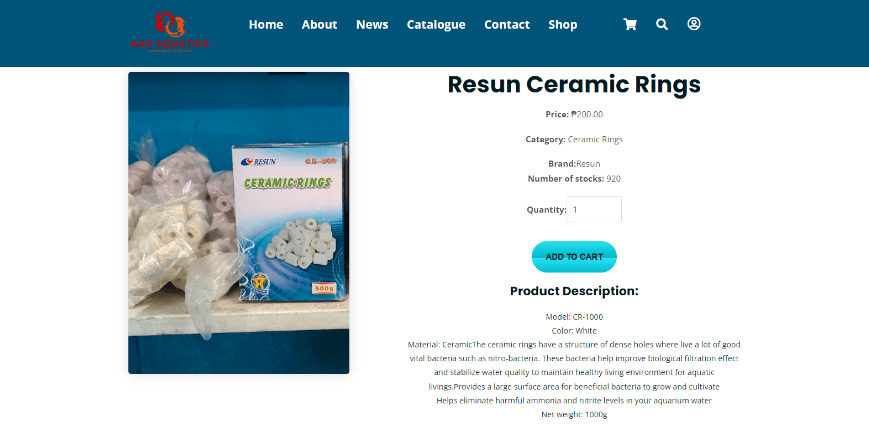 Home About News Catalogue Contact Shop
AAC AQUATICS
Resun Ceramic Rings
Price: ₱200.00
Category: Ceramic Rings
Brand:Resun
Number of stocks: 920
Quantity: 1
ADD TO CART
Product Description:
Model: CR-1000
Color: White
Material: CeramicThe ceramic rings have a structure of dense holes where live a lot of good
vital bacteria such as nitro-bacteria. These bacteria help improve biological filtration effect
and stabilize water quality to maintain healthy living environment for aquatic
livings.Provides a large surface area for beneficial bacteria to grow and cultivate
Helps eliminate harmful ammonia and nitrite levels in your aquarium water
Net weight: 1000g
RESUN
CERAMIC RINGS
500g